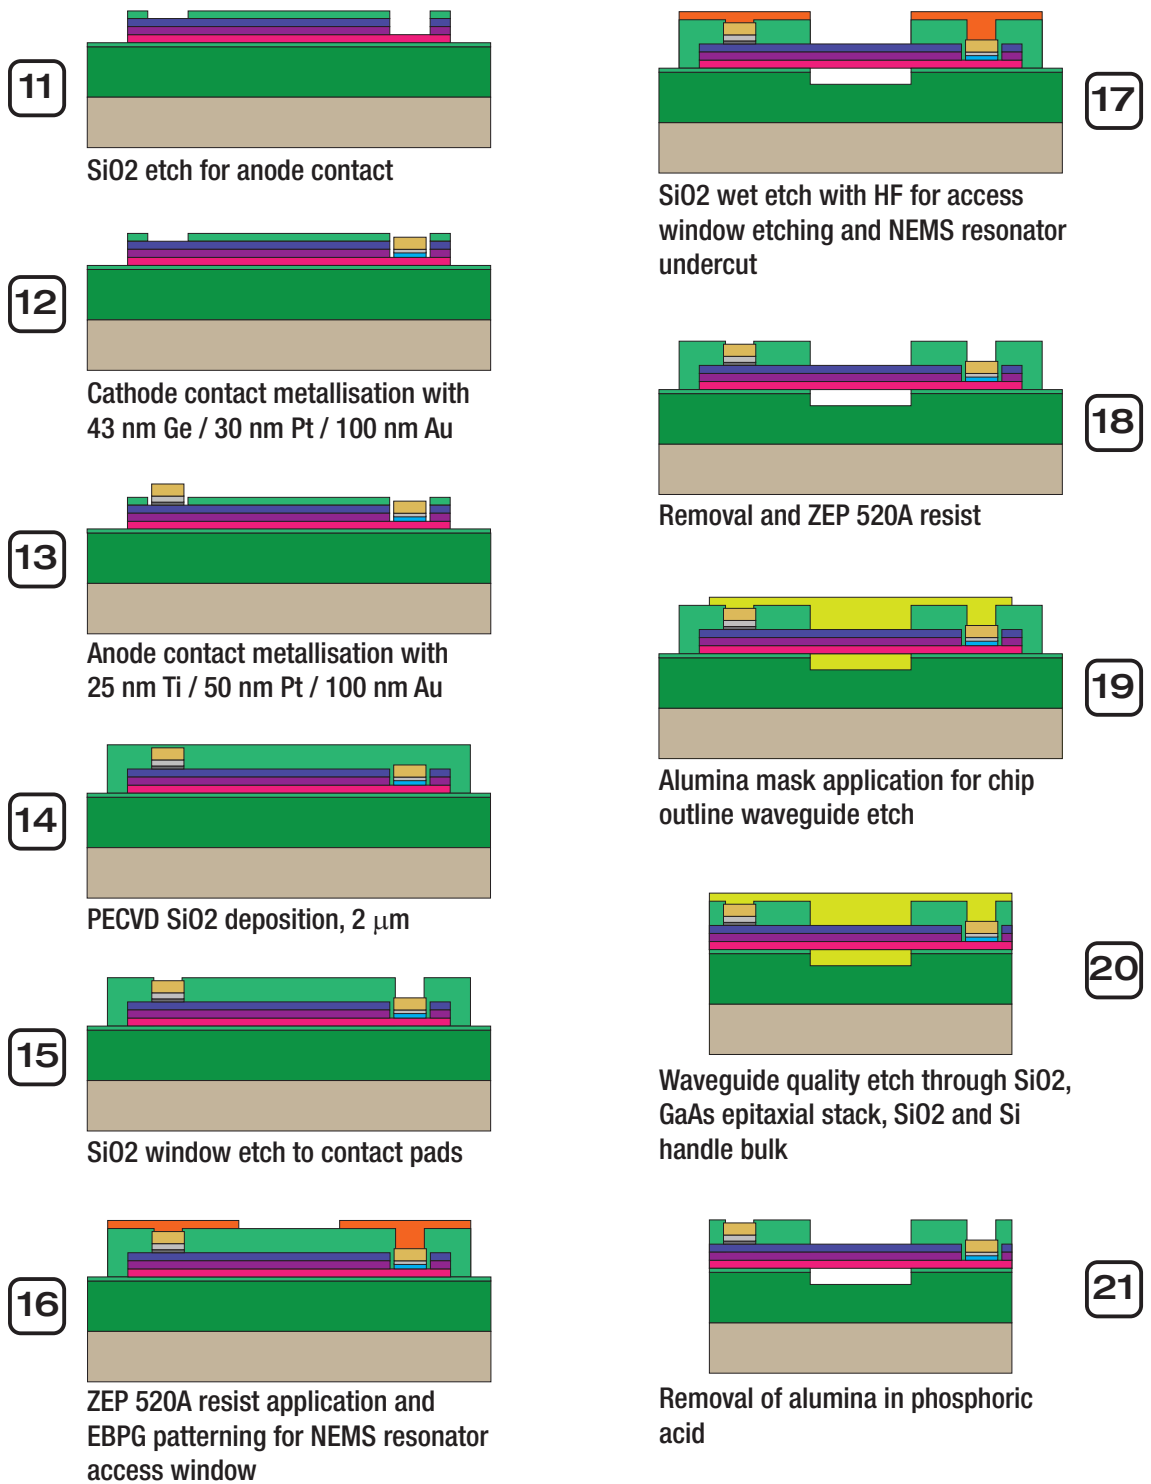 11
SiO2 etch for anode contact
12
Cathode contact metallisation with
43 nm Ge / 30 nm Pt / 100 nm Au
13
Anode contact metallisation with
25 nm Ti / 50 nm Pt / 100 nm Au
14
PECVD SiO2 deposition, 2 μm
15
SiO2 window etch to contact pads
16
ZEP 520A resist application and
EBPG patterning for NEMS resonator
access window
17
SiO2 wet etch with HF for access
window etching and NEMS resonator
undercut
18
Removal and ZEP 520A resist
19
Alumina mask application for chip
outline waveguide etch
20
Waveguide quality etch through SiO2,
GaAs epitaxial stack, SiO2 and Si
handle bulk
21
Removal of alumina in phosphoric
acid